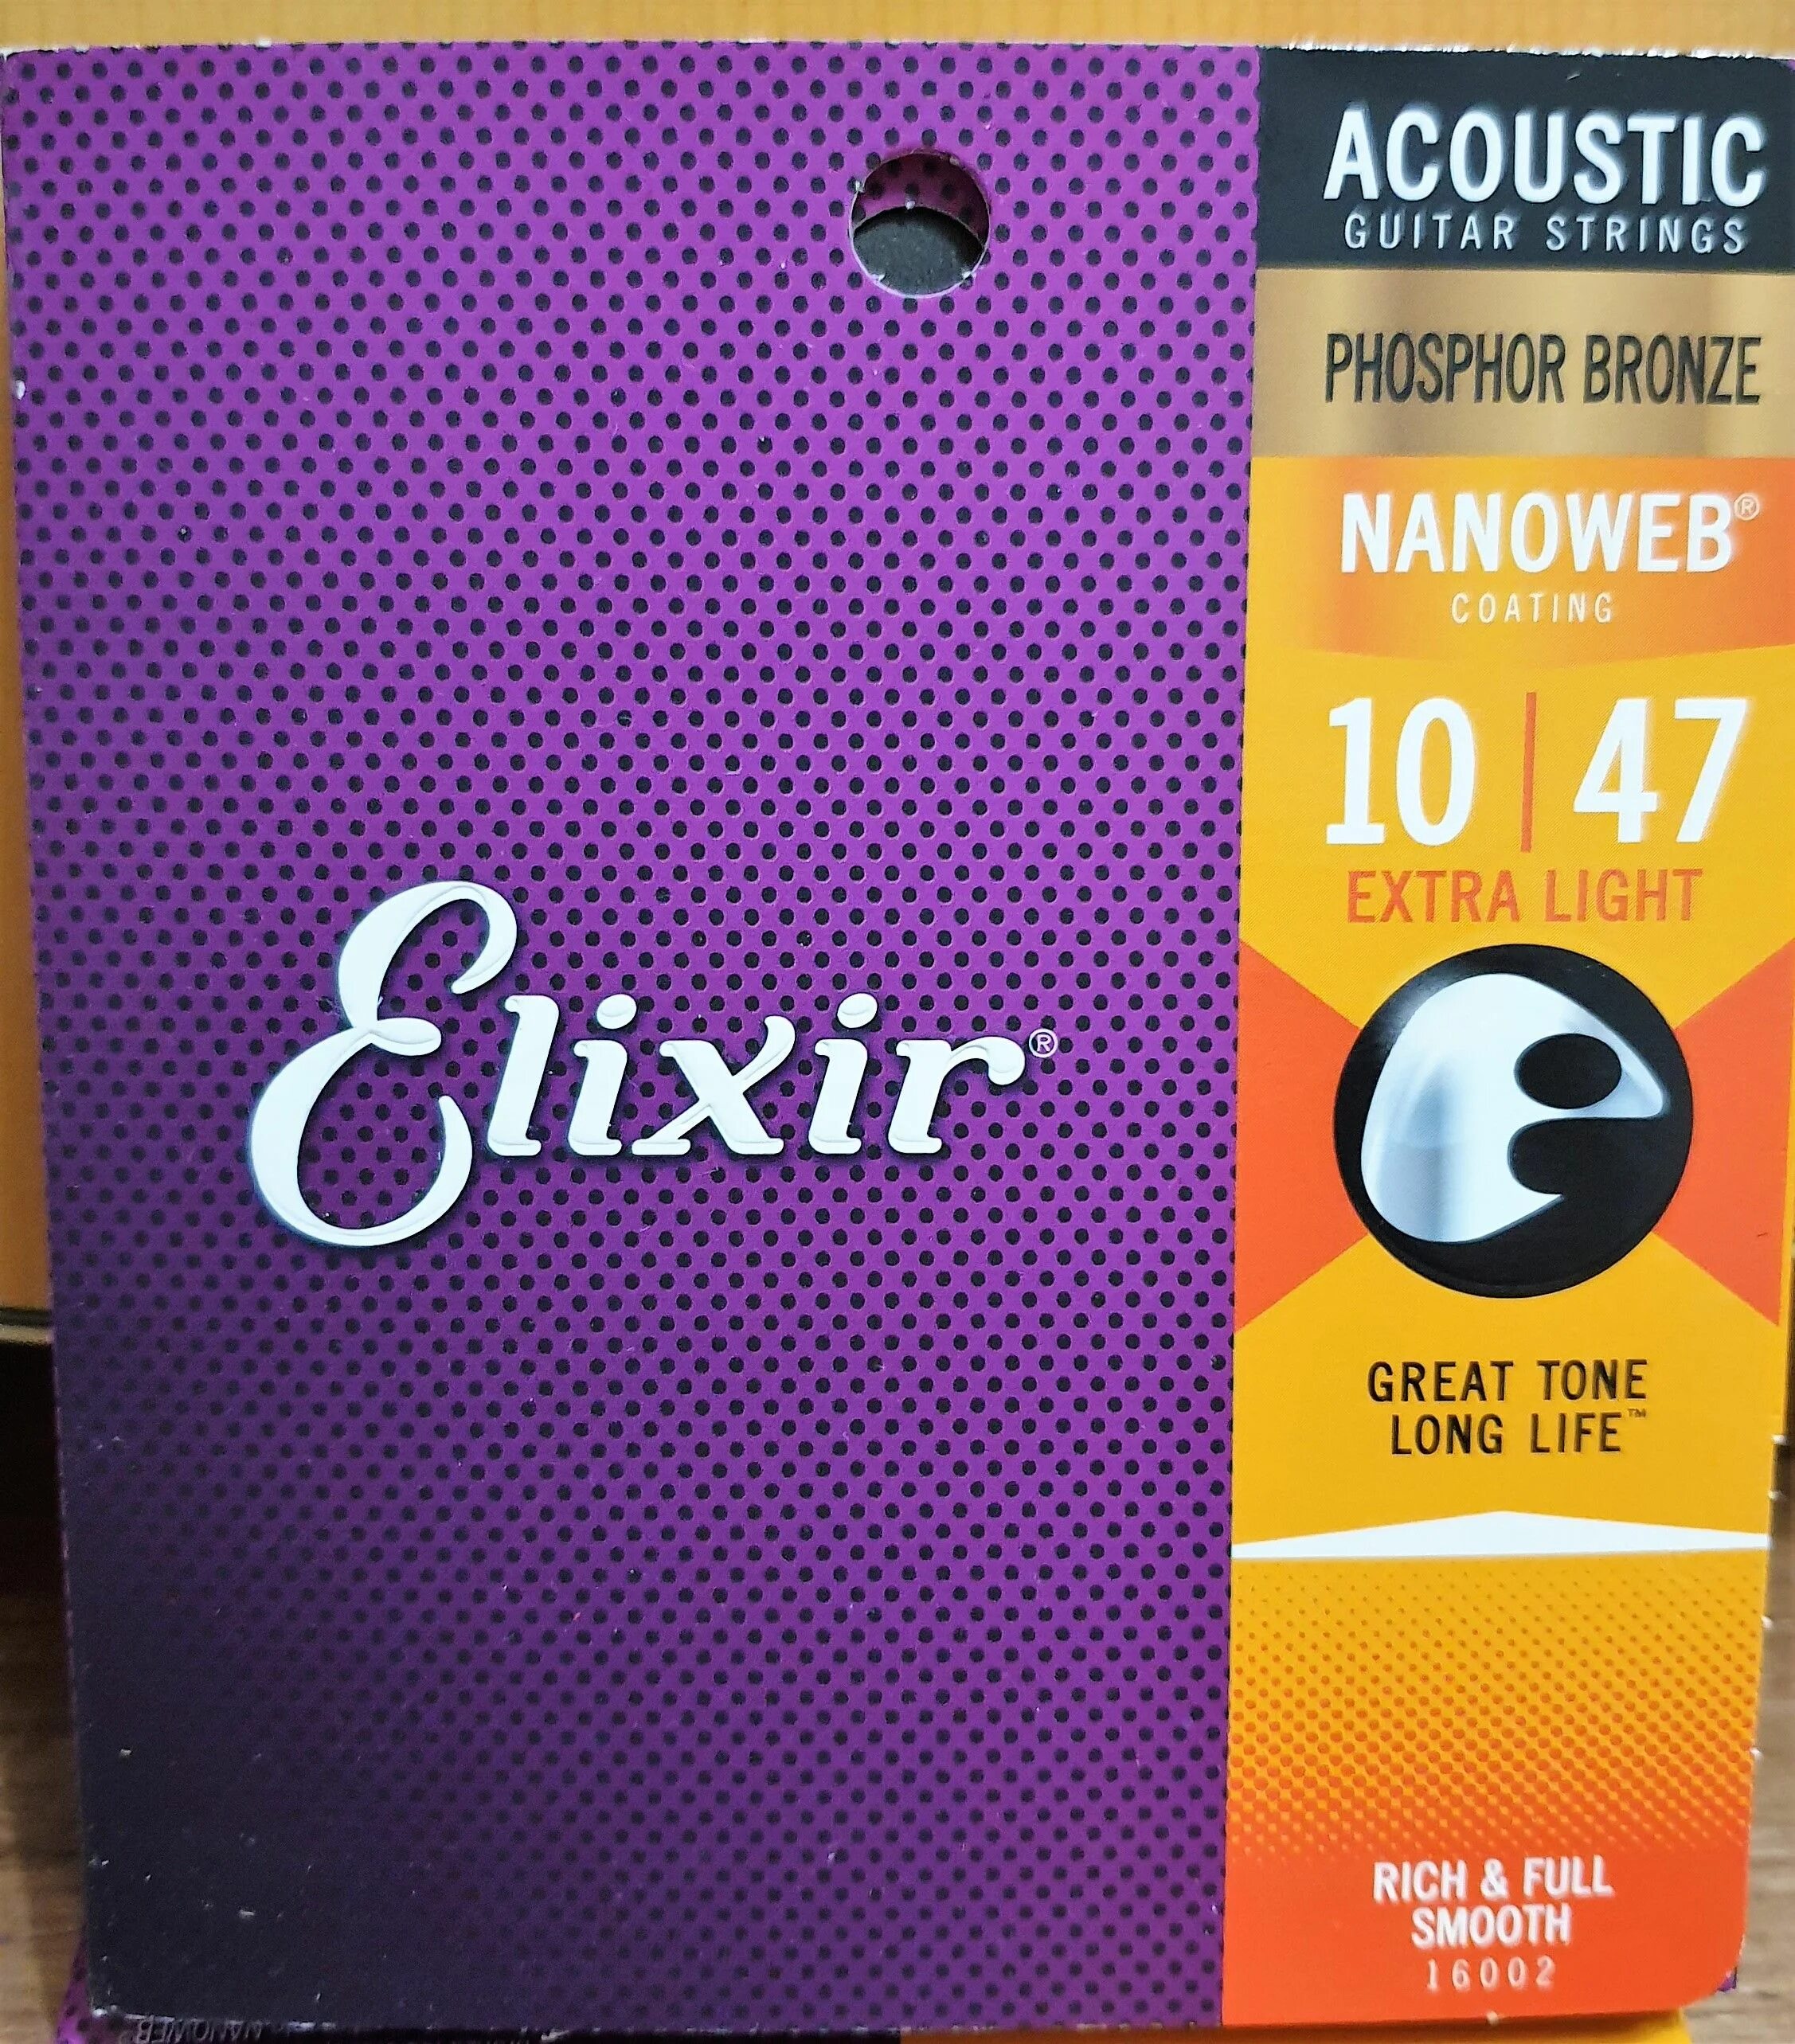 ACOUSTIC
GUITAR STRINGS
PHOSPHOR BRONZE
NANOWEB®
COATING
10 | 47
EXTRA LIGHT
Elixir®
GREAT TONE
LONG LIFE™
RICH & FULL
SMOOTH
16002
NANOWEB®